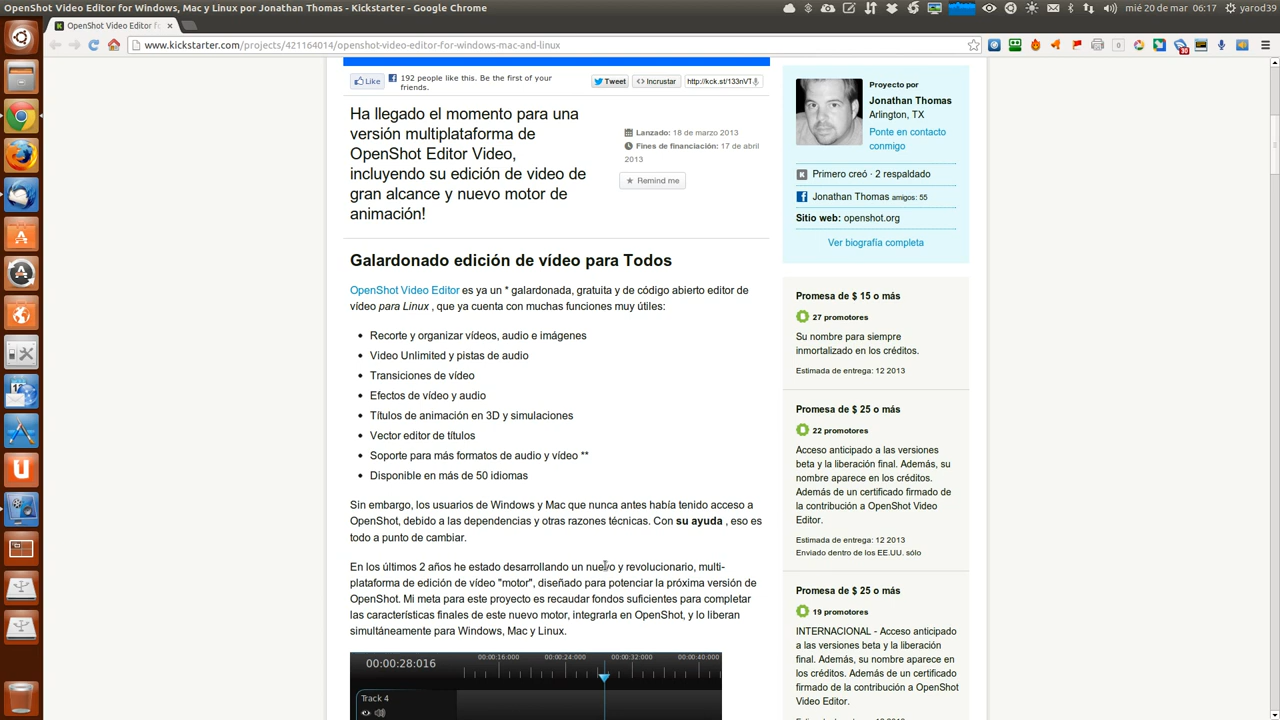 OpenShot Video Editor for Windows, Mac y Linux por Jonathan Thomas - Kickstarter - Google Chrome
mié 20 de mar 06:17 yarod39
OpenShot Video Editor fo
www.kickstarter.com/projects/421164014/openshot-video-editor-for-windows-mac-and-linux
Like
192 people like this. Be the first of your
friends.
Tweet
Incrustar
http://kck.st/133nVT
Ha llegado el momento para una
versión multiplataforma de
OpenShot Editor Video,
incluyendo su edición de video de
gran alcance y nuevo motor de
animación!
Lanzado: 18 de marzo 2013
Fines de financiación: 17 de abril
2013
Remind me
Galardonado edición de vídeo para Todos
OpenShot Video Editor es ya un * galardonada, gratuita y de código abierto editor de
vídeo para Linux , que ya cuenta con muchas funciones muy útiles:
Recorte y organizar vídeos, audio e imágenes
Video Unlimited y pistas de audio
Transiciones de vídeo
Efectos de vídeo y audio
Títulos de animación en 3D y simulaciones
Vector editor de títulos
Soporte para más formatos de audio y vídeo **
Disponible en más de 50 idiomas
Sin embargo, los usuarios de Windows y Mac que nunca antes había tenido acceso a
OpenShot, debido a las dependencias y otras razones técnicas. Con su ayuda , eso es
todo a punto de cambiar.
En los últimos 2 años he estado desarrollando un nuevo y revolucionario, multi-
plataforma de edición de vídeo "motor", diseñado para potenciar la próxima versión de
OpenShot. Mi meta para este proyecto es recaudar fondos suficientes para completar
las características finales de este nuevo motor, integrarla en OpenShot, y lo liberan
simultáneamente para Windows, Mac y Linux.
00:00:28:016
00:00:16:000
00:00:24:000
00:00:32:000
00:00:40:000
Track 4
Proyecto por
Jonathan Thomas
Arlington, TX
Ponte en contacto
conmigo
Primero creó · 2 respaldado
Jonathan Thomas amigos: 55
Sitio web: openshot.org
Ver biografía completa
Promesa de $ 15 o más
27 promotores
Su nombre para siempre
inmortalizado en los créditos.
Estimada de entrega: 12 2013
Promesa de $ 25 o más
22 promotores
Acceso anticipado a las versiones
beta y la liberación final. Además, su
nombre aparece en los créditos.
Además de un certificado firmado de
la contribución a OpenShot Video
Editor.
Estimada de entrega: 12 2013
Enviado dentro de los EE.UU. sólo
Promesa de $ 25 o más
19 promotores
INTERNACIONAL - Acceso anticipado
a las versiones beta y la liberación
final. Además, su nombre aparece en
los créditos. Además de un certificado
firmado de la contribución a OpenShot
Video Editor.